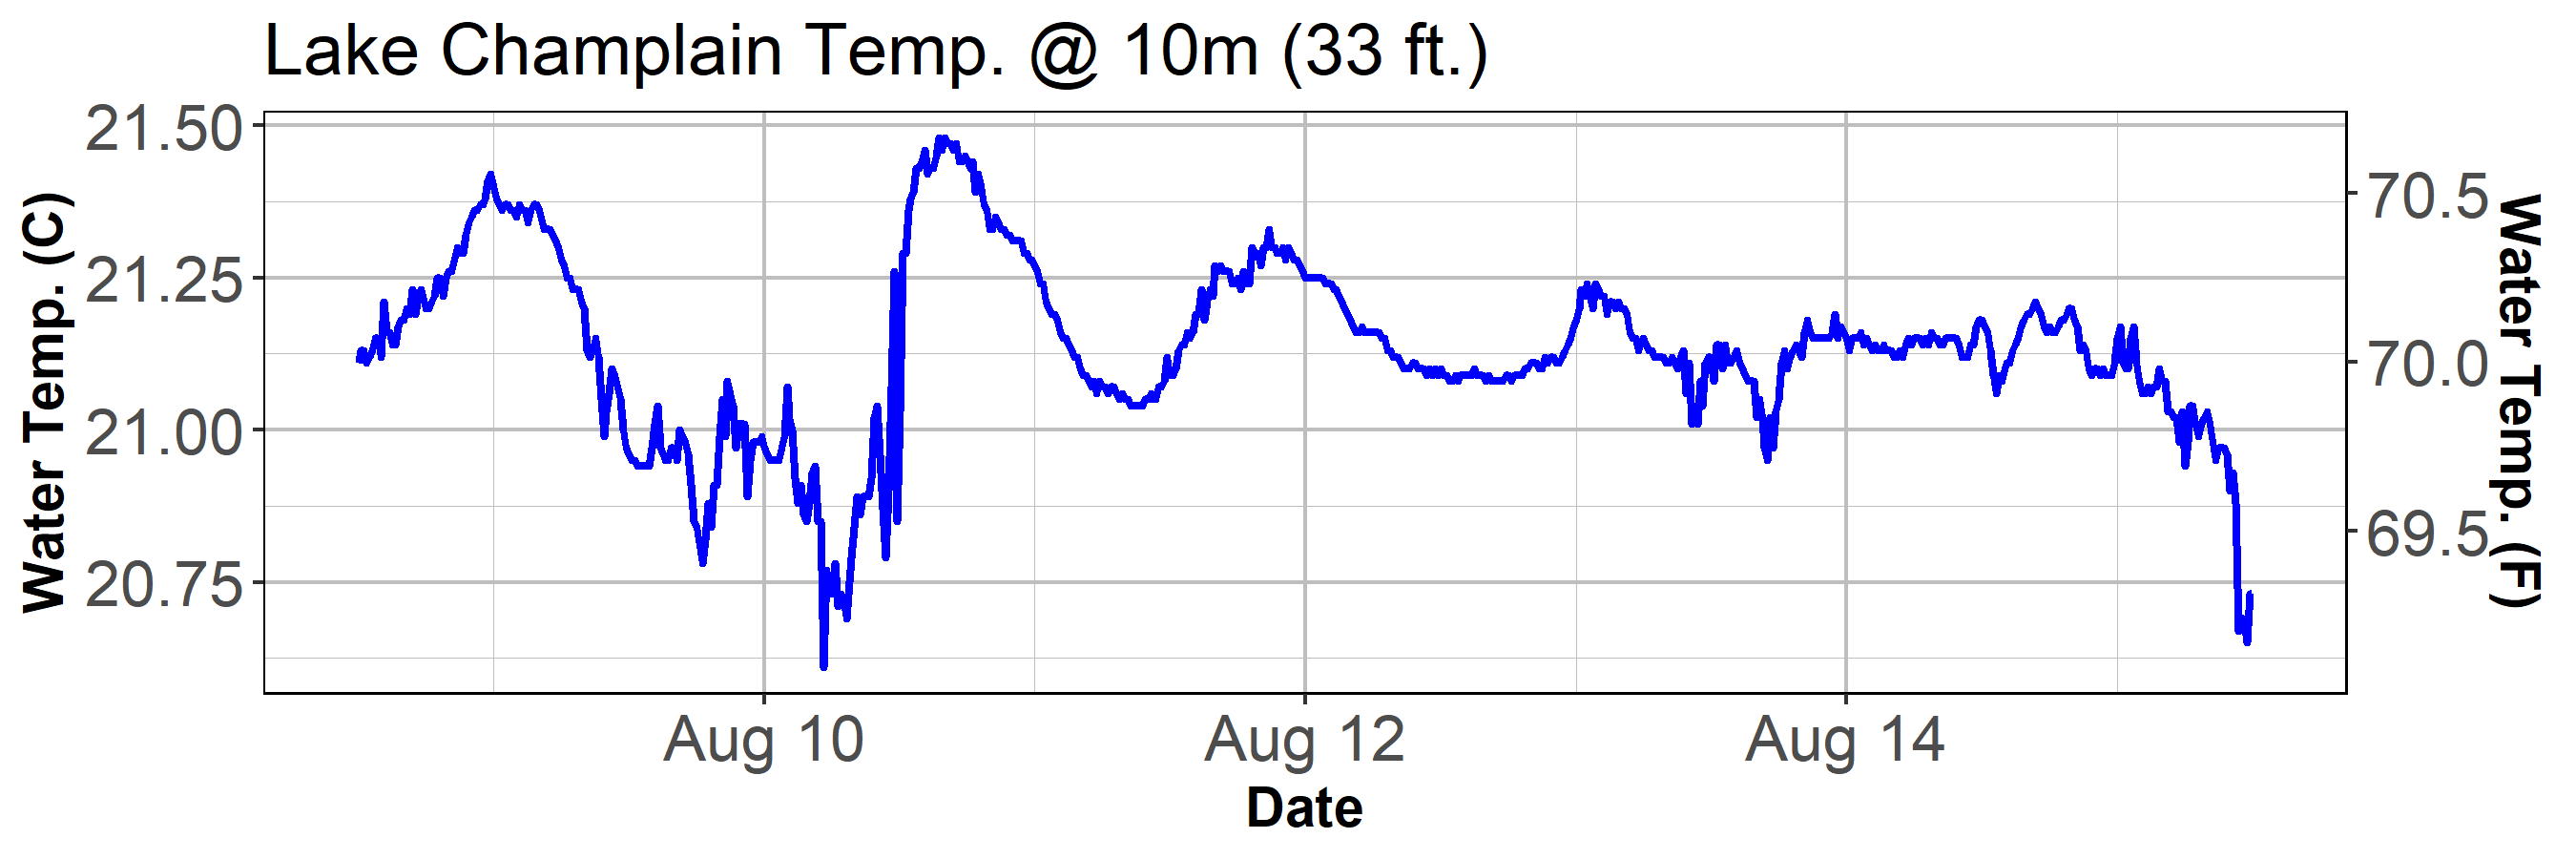 Lake Champlain Temp. @ 10m (33 ft.)
21.50
21.25
21.00
20.75
Water Temp. (C)
70.5
70.0
69.5
Water Temp. (F)
Aug 10
Aug 12
Aug 14
Date